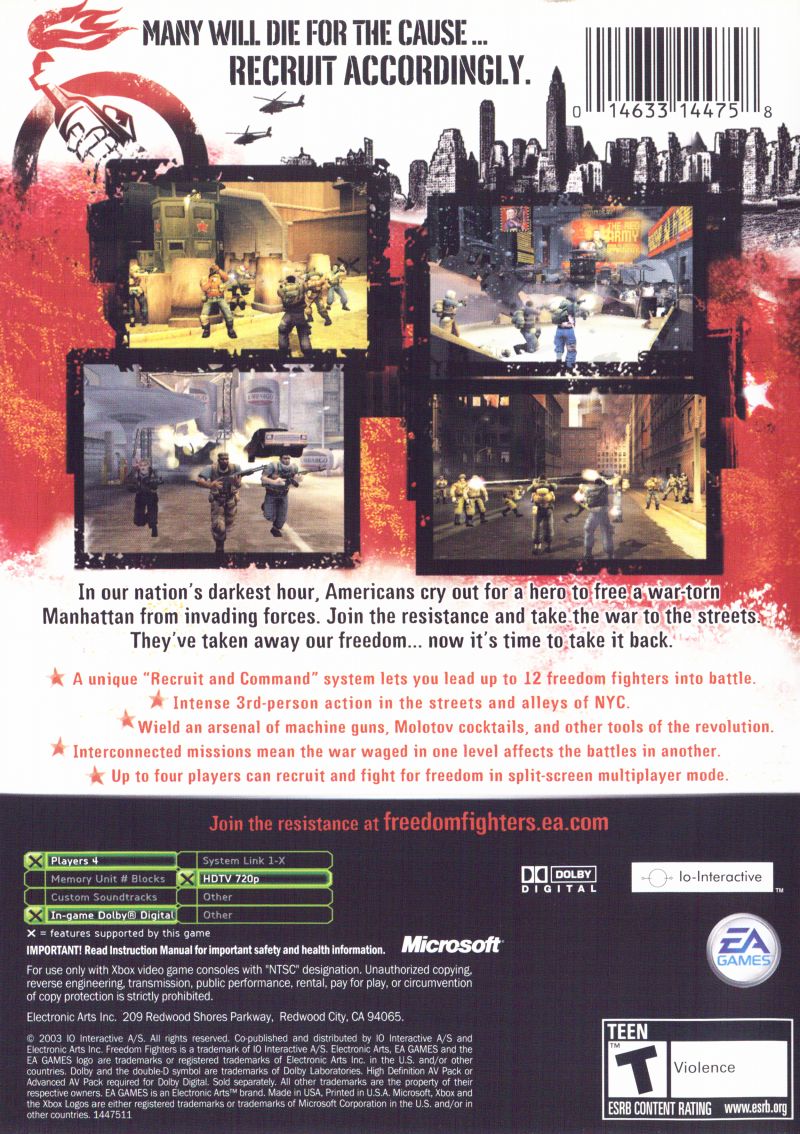 MANY WILL DIE FOR THE CAUSE ...
RECRUIT ACCORDINGLY.
0 14633 14475 8
In our nation's darkest hour, Americans cry out for a hero to free a war-torn
Manhattan from invading forces. Join the resistance and take the war to the streets.
They've taken away our freedom... now it's time to take it back.
A unique "Recruit and Command" system lets you lead up to 12 freedom fighters into battle.
Intense 3rd-person action in the streets and alleys of NYC.
Wield an arsenal of machine guns, Molotov cocktails, and other tools of the revolution.
Interconnected missions mean the war waged in one level affects the battles in another.
Up to four players can recruit and fight for freedom in split-screen multiplayer mode.
Join the resistance at freedomfighters.ea.com
X Players 4
System Link 1-X
Memory Unit # Blocks
X HDTV 720p
Custom Soundtracks
Other
X In-game Dolby® Digital
Other
X = features supported by this game
DOLBY
DIGITAL
Io-Interactive TM
IMPORTANT! Read Instruction Manual for important safety and health information.
Microsoft®
EA
GAMES™
For use only with Xbox video game consoles with "NTSC" designation. Unauthorized copying,
reverse engineering, transmission, public performance, rental, pay for play, or circumvention
of copy protection is strictly prohibited.
Electronic Arts Inc. 209 Redwood Shores Parkway, Redwood City, CA 94065.
© 2003 IO Interactive A/S. All rights reserved. Co-published and distributed by IO Interactive A/S and
Electronic Arts Inc. Freedom Fighters is a trademark of IO Interactive A/S. Electronic Arts, EA GAMES and the
EA GAMES logo are trademarks or registered trademarks of Electronic Arts Inc. in the U.S. and/or other
countries. Dolby and the double-D symbol are trademarks of Dolby Laboratories. High Definition AV Pack or
Advanced AV Pack required for Dolby Digital. Sold separately. All other trademarks are the property of their
respective owners. EA GAMES is an Electronic Arts™ brand. Made in USA, Printed in U.S.A. Microsoft, Xbox and
the Xbox Logos are either registered trademarks or trademarks of Microsoft Corporation in the U.S. and/or in
other countries. 1447511
TEEN
TM
T
Violence
ESRB CONTENT RATING www.esrb.org